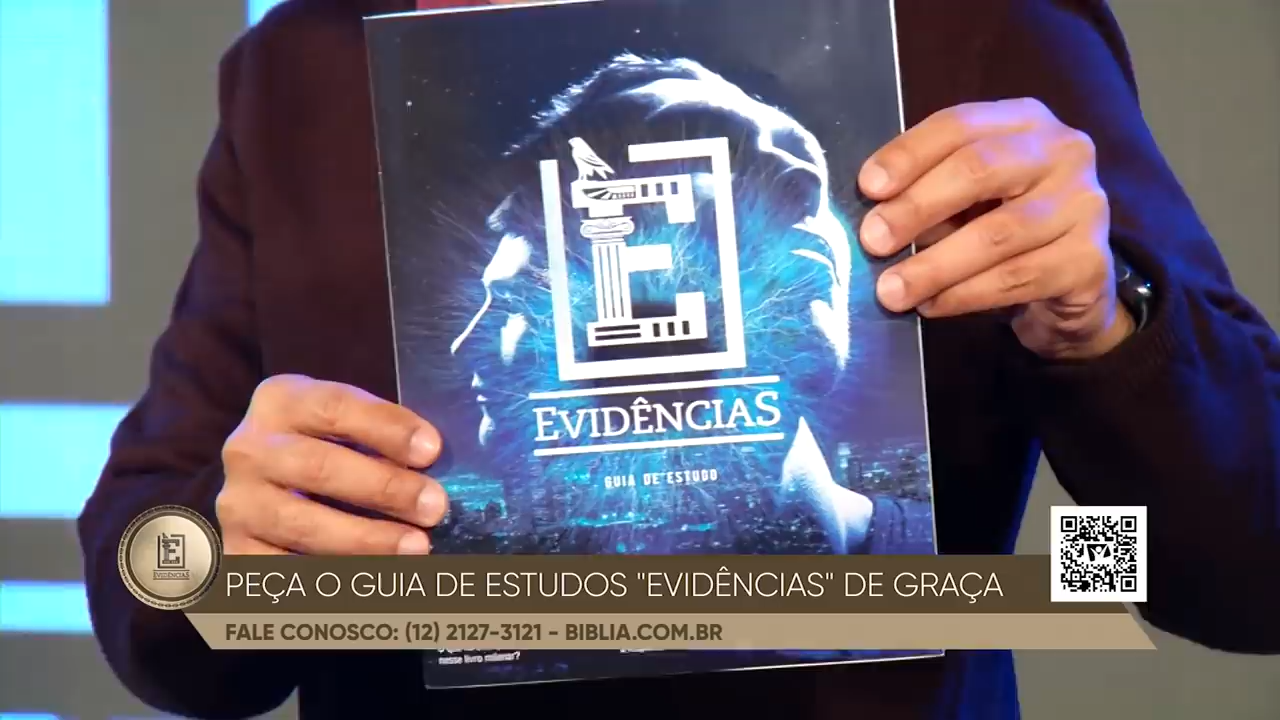 EVIDÊNCIAS
GUIA DE ESTUDO
EVIDÊNCIAS
PEÇA O GUIA DE ESTUDOS "EVIDÊNCIAS" DE GRAÇA
FALE CONOSCO: (12) 2127-3121 - BIBLIA.COM.BR
nesse livro milenar?